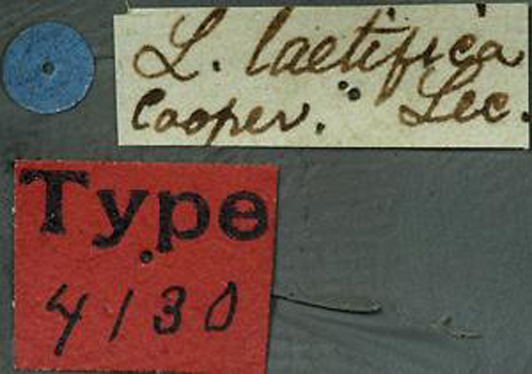 L. laetifica
Cooper. Lec.
Type
4130